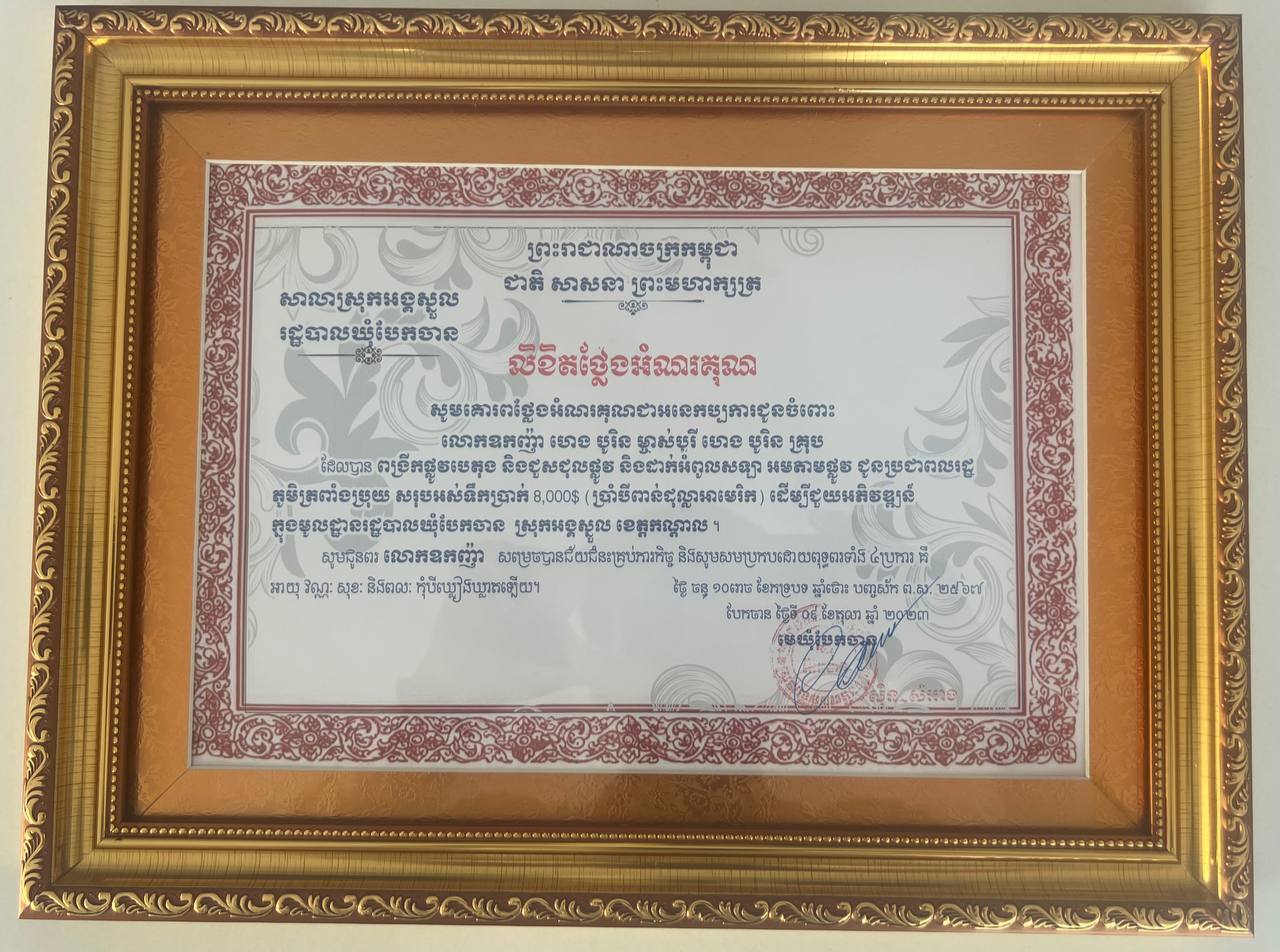 ព្រះរាជាណាចក្រកម្ពុជា
ជាតិ សាសនា ព្រះមហាក្សត្រ
សាលាស្រុកអង្គស្នួល
រដ្ឋបាលឃុំបែកចាន
លិខិតថ្លែងអំណរគុណ
សូមគោរពថ្លែងអំណរគុណជាអនេកប្បការជូនចំពោះ
លោកឧកញ៉ា ហេង បូរិន ម្ចាស់បុរី ហេង បូរិន គ្រុប
ដែលបាន ពង្រីកផ្លូវបេតុង និងជួសជុលផ្លូវ និងដាក់អំពូលសឡា អមតាមផ្លូវ ជូនប្រជាពលរដ្ឋ
ភូមិត្រពាំងប្រុយ សរុបអស់ទឹកប្រាក់ 8,000$ (ប្រាំបីពាន់ដុល្លាអាមេរិក) ដើម្បីជួយអភិវឌ្ឍន៍
ក្នុងមូលដ្ឋានរដ្ឋបាលឃុំបែកចាន ស្រុកអង្គស្នួល ខេត្តកណ្តាល ។
សូមជូនពរ លោកឧកញ៉ា សម្រេចបានជ័យជំនះគ្រប់ភារកិច្ច និងសូមសមប្រកបដោយពុទ្ធពរទាំង ៤ប្រការ គឺ
អាយុ វណ្ណៈ សុខៈ និងពលៈ កុំបីឃ្លៀងឃ្លាតឡើយ។
ថ្ងៃ ចន្ទ ១០រោច ខែភទ្របទ ឆ្នាំថោះ បញ្ចស័ក ព.ស. ២៥៦៧
បែកចាន ថ្ងៃទី ០៩ ខែតុលា ឆ្នាំ ២០២៣
មេឃុំបែកចាន